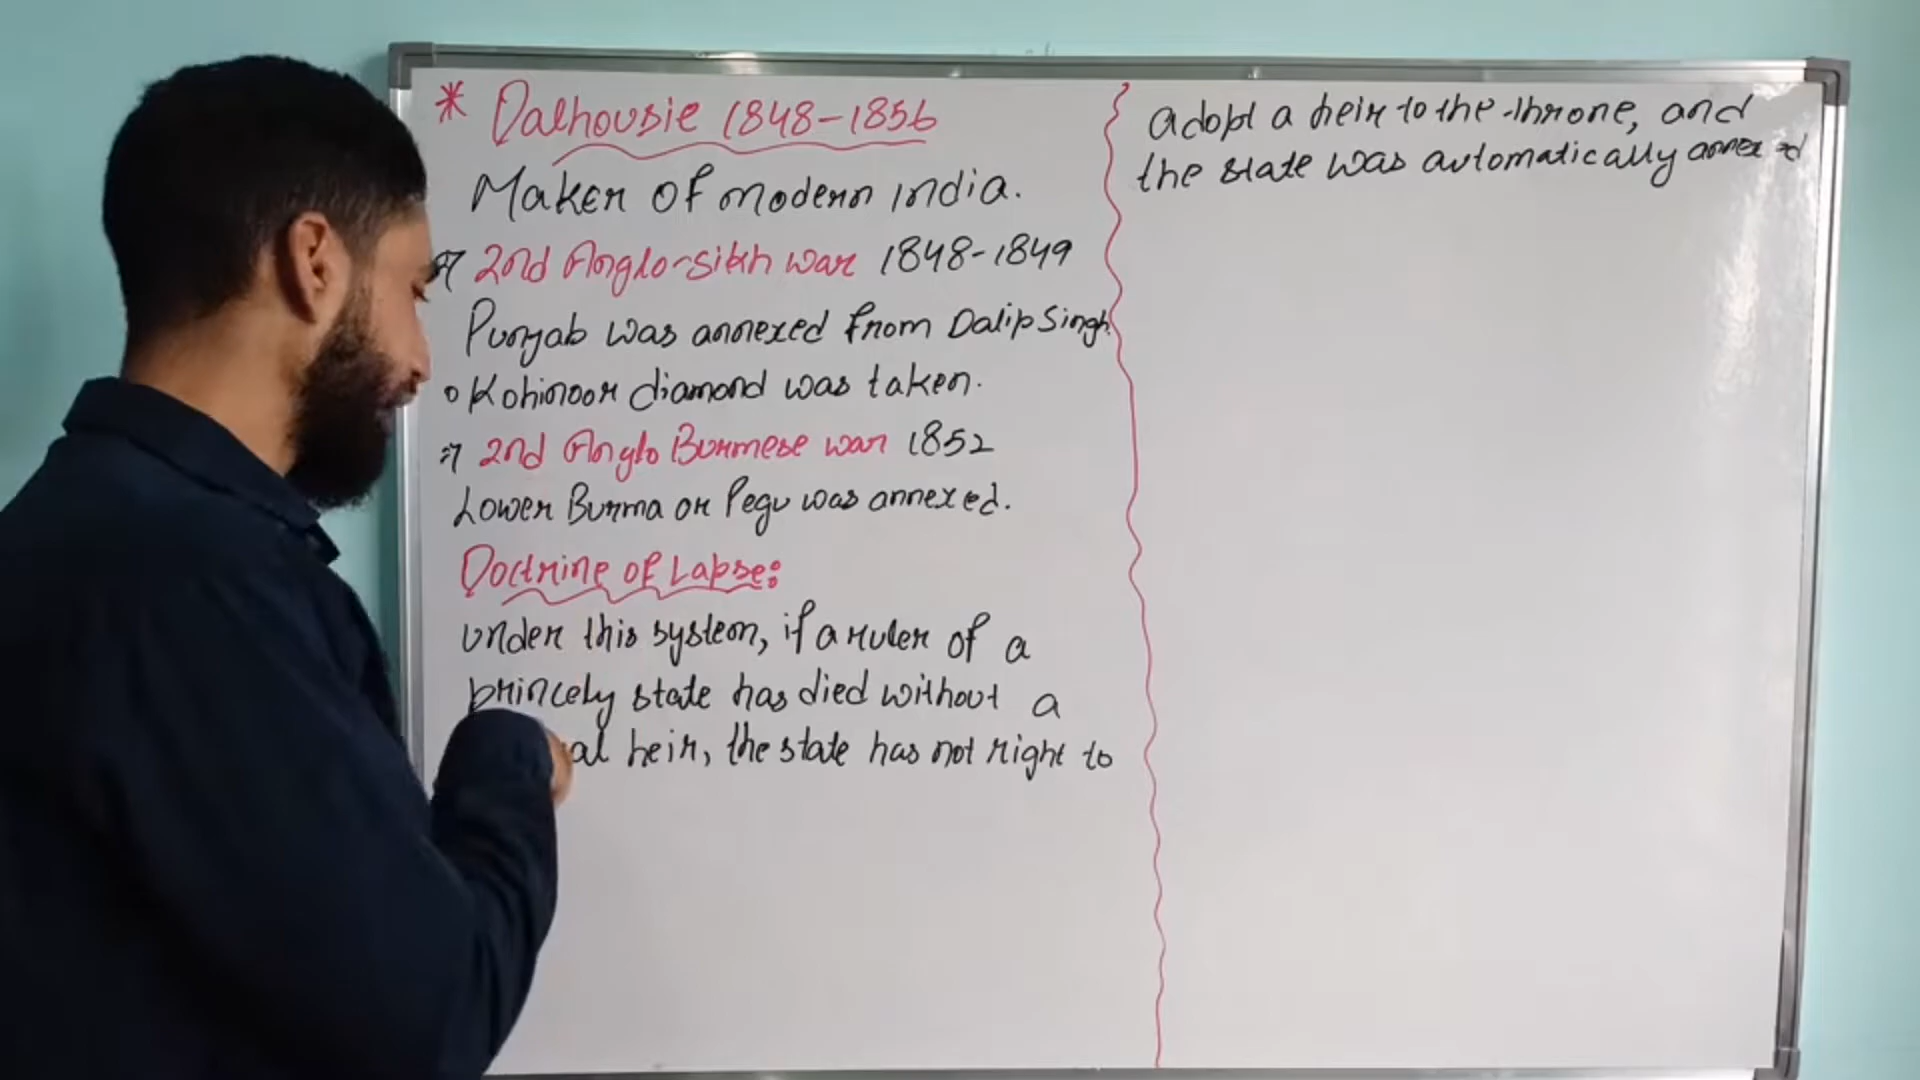 * Dalhousie 1848-1856
Maker of modern india.
⇒ 2nd Anglo-sikh war 1848-1849
Punjab was annexed from Dalip Singh.
o Kohinoor diamond was taken.
⇒ 2nd Anglo Burmese war 1852
Lower Burma or Pegu was annexed.
Doctrine of Lapse:
under this system, if a ruler of a
princely state has died without a
al heir, the state has not right to
adopt a heir to the throne, and
the state was automatically annexed